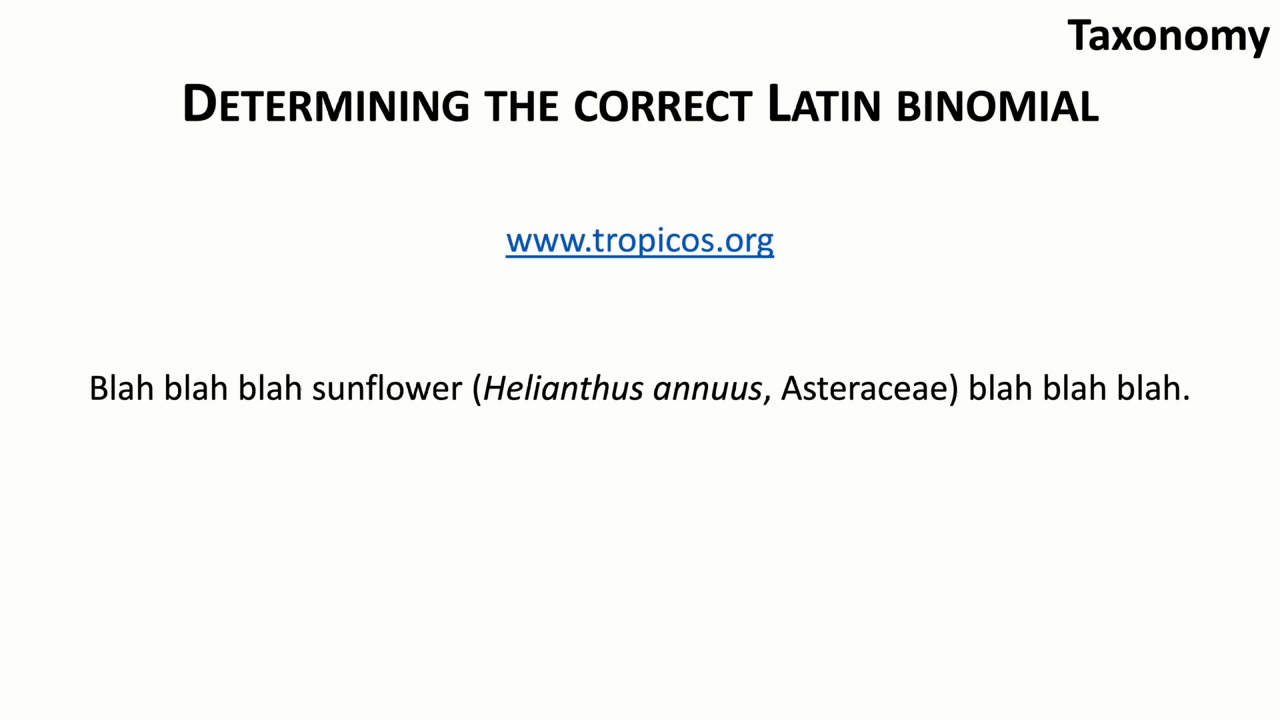 Taxonomy
DETERMINING THE CORRECT LATIN BINOMIAL
www.tropicos.org
Blah blah blah sunflower (Helianthus annuus, Asteraceae) blah blah blah.